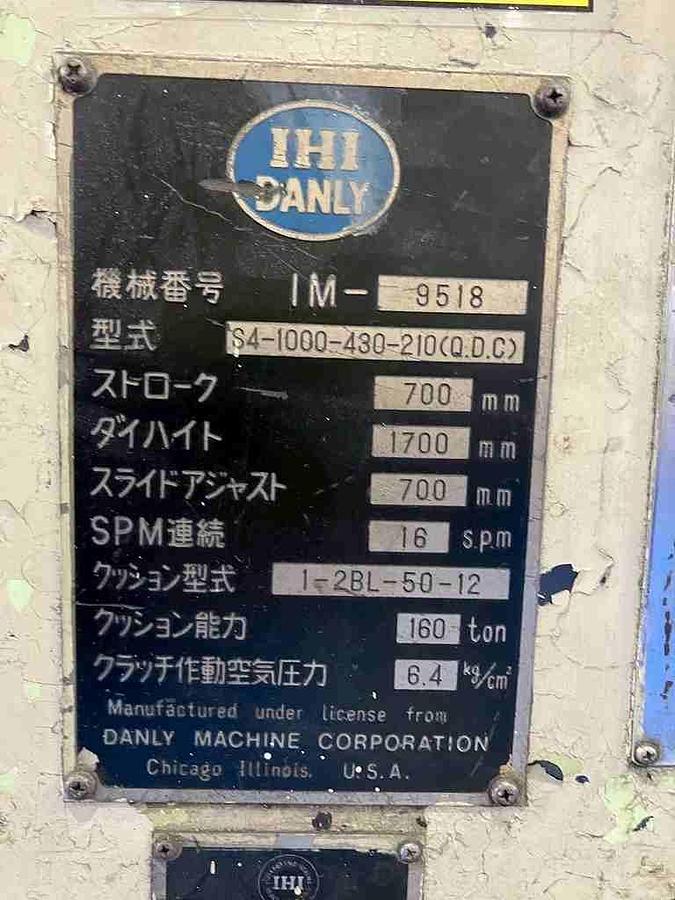 IHI
DANLY
機械番号 IM- 9518
型式 S4-1000-430-210(Q.D.C)
ストローク 700 mm
ダイハイト 1700 mm
スライドアジャスト 700 mm
SPM連続 16 s.p.m
クッション型式 1-2BL-50-12
クッション能力 160 ton
クラッチ作動空気圧力 6.4 kg/cm²
Manufactured under license from
DANLY MACHINE CORPORATION
Chicago Illinois. U.S.A.
IHI